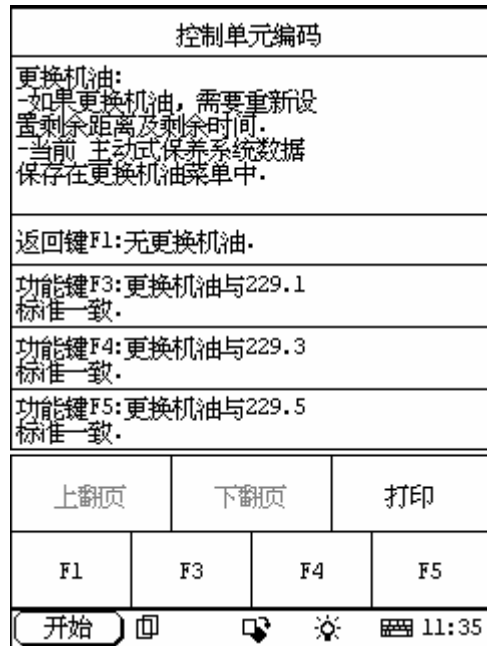 控制单元编码
更换机油:
-如果更换机油, 需要重新设
置剩余距离及剩余时间.
-当前 主动式保养系统数据
保存在更换机油菜单中.
返回键F1:无更换机油.
功能键F3:更换机油与229.1
标准一致.
功能键F4:更换机油与229.3
标准一致.
功能键F5:更换机油与229.5
标准一致.
上翻页 下翻页 打印
F1 F3 F4 F5
开始 11:35